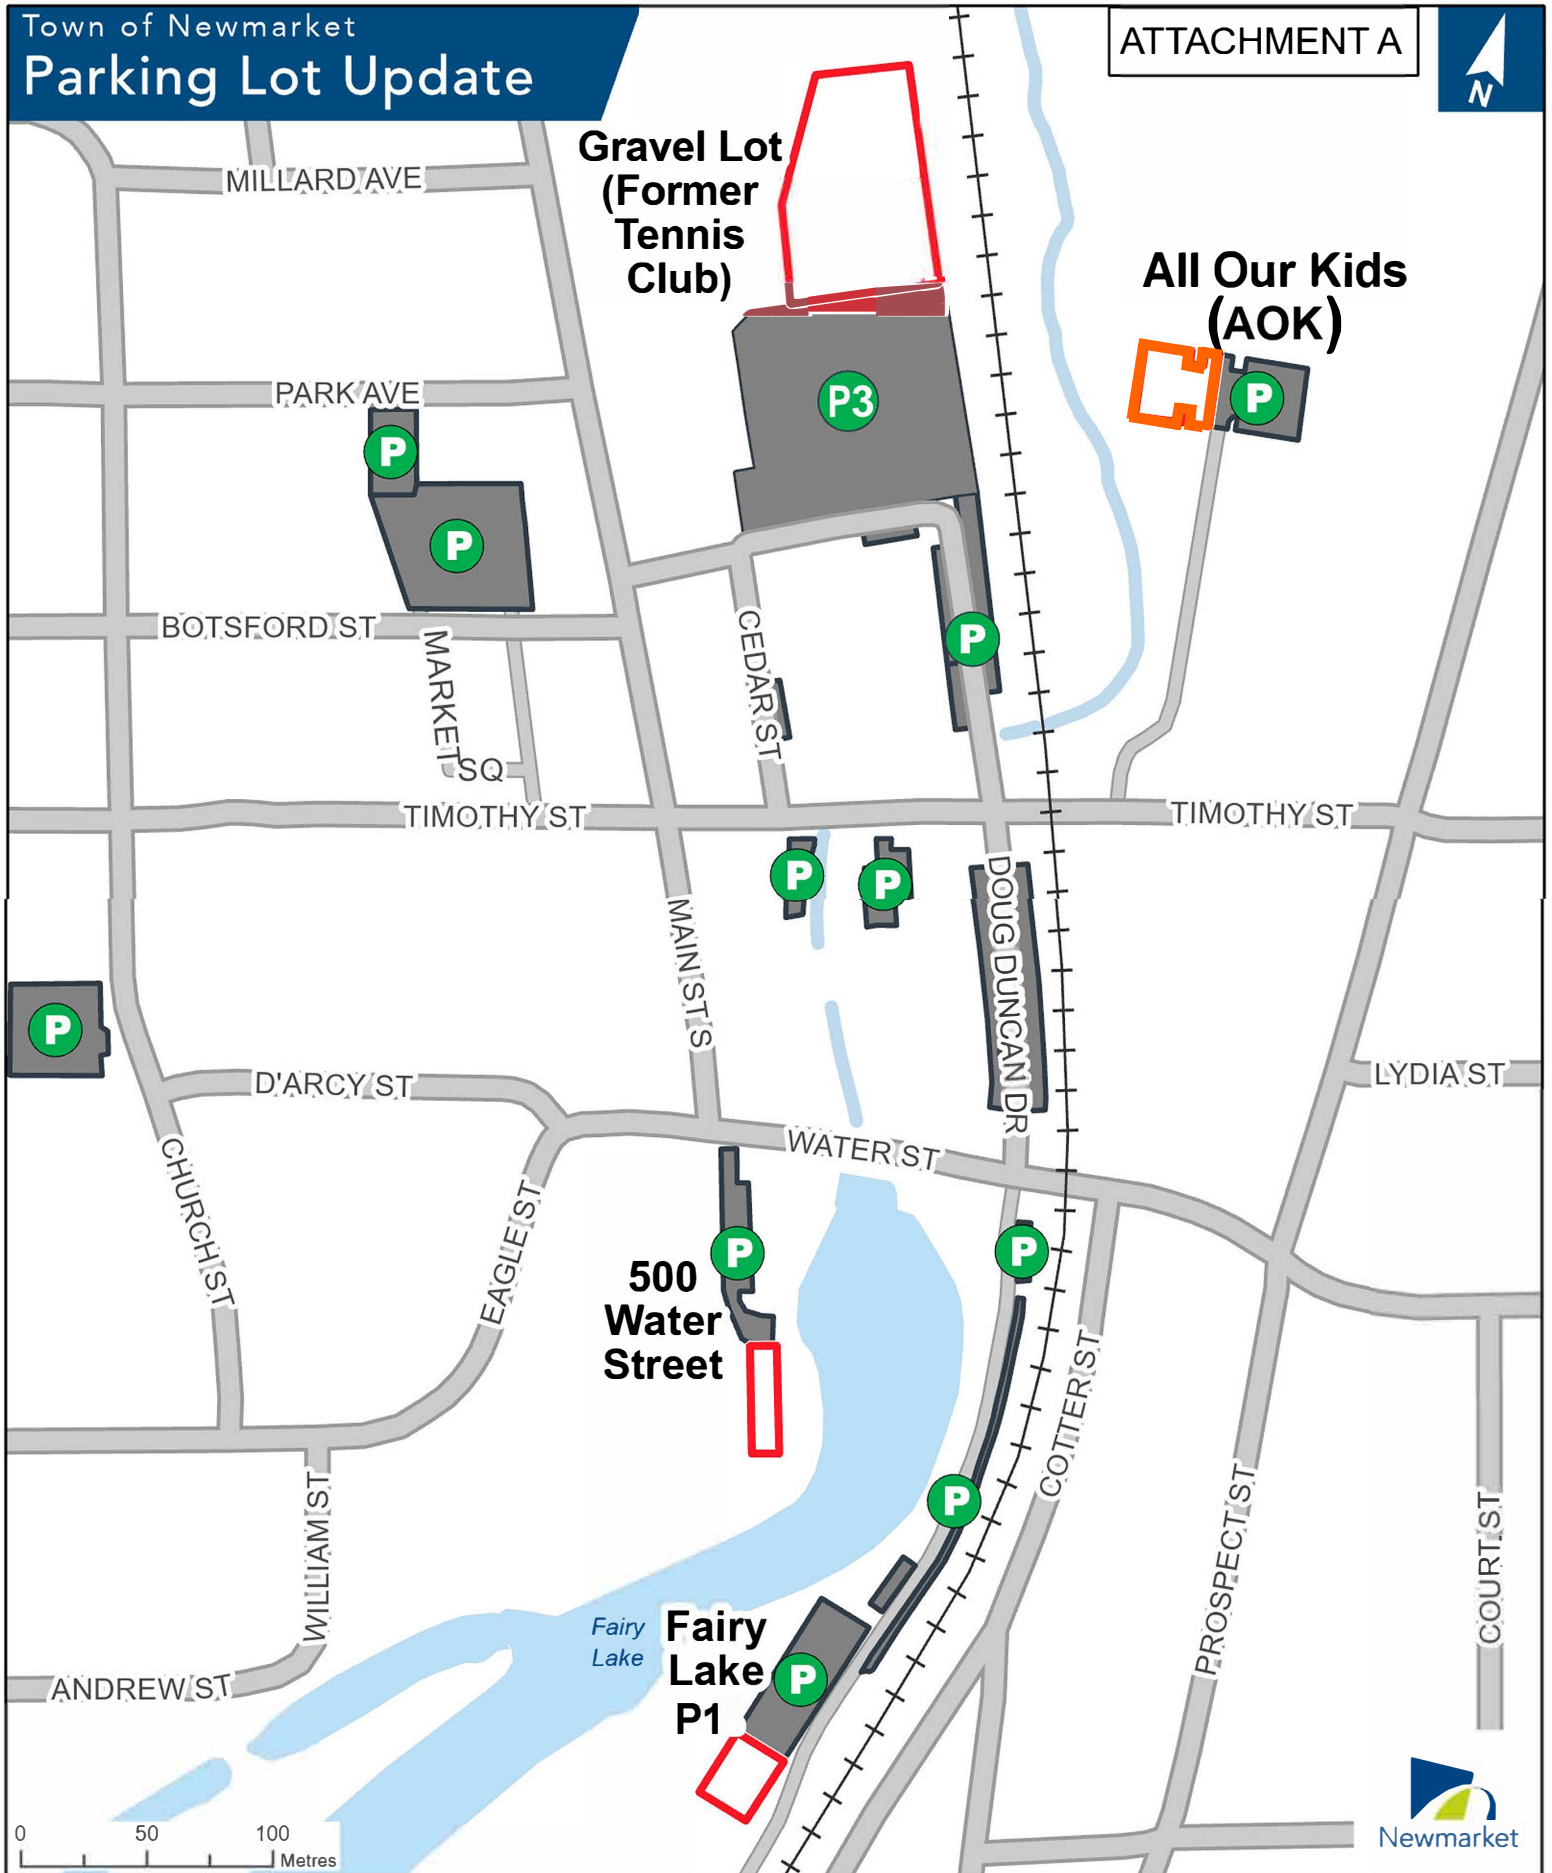 Town of Newmarket
Parking Lot Update
ATTACHMENT A
N
Gravel Lot
(Former
Tennis
Club)
MILLARD AVE
All Our Kids
(AOK)
PARK AVE
P3
P
P
P
BOTSFORD ST
MARKET SQ
CEDAR ST
P
TIMOTHY ST
TIMOTHY ST
P
P
MAIN ST S
DOUG DUNCAN DR
P
D'ARCY ST
LYDIA ST
CHURCH ST
WATER ST
EAGLE ST
P
P
500
Water
Street
COTTER ST
P
WILLIAM ST
PROSPECT ST
COURT ST
Fairy
Lake
Fairy
Lake
P1
P
ANDREW ST
0 50 100
Metres
Newmarket